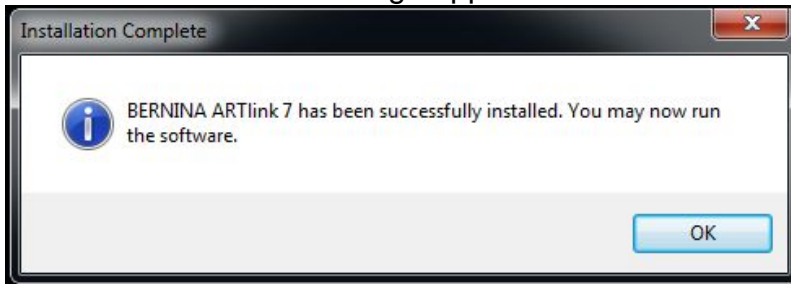 Installation Complete
BERNINA ARTlink 7 has been successfully installed. You may now run
the software.
OK